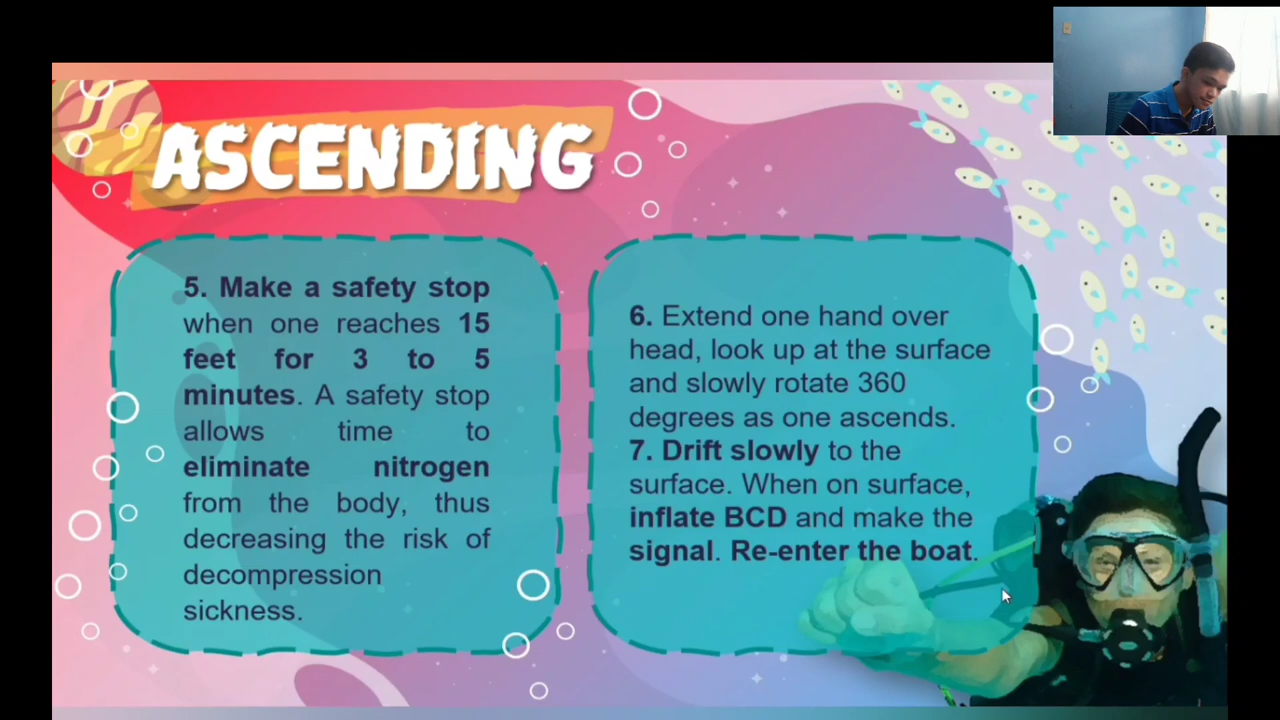 ASCENDING
5. Make a safety stop
when one reaches 15
feet for 3 to 5
minutes. A safety stop
allows time to
eliminate nitrogen
from the body, thus
decreasing the risk of
decompression
sickness.
6. Extend one hand over
head, look up at the surface
and slowly rotate 360
degrees as one ascends.
7. Drift slowly to the
surface. When on surface,
inflate BCD and make the
signal. Re-enter the boat.